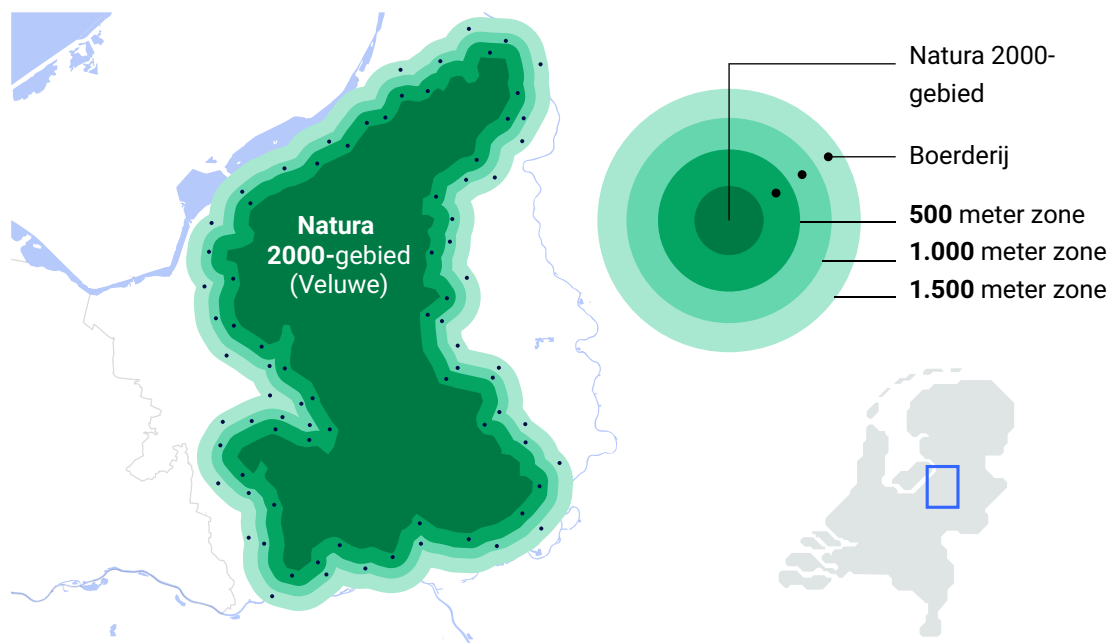 Natura
2000-gebied
(Veluwe)
Natura 2000-
gebied
Boerderij
500 meter zone
1.000 meter zone
1.500 meter zone